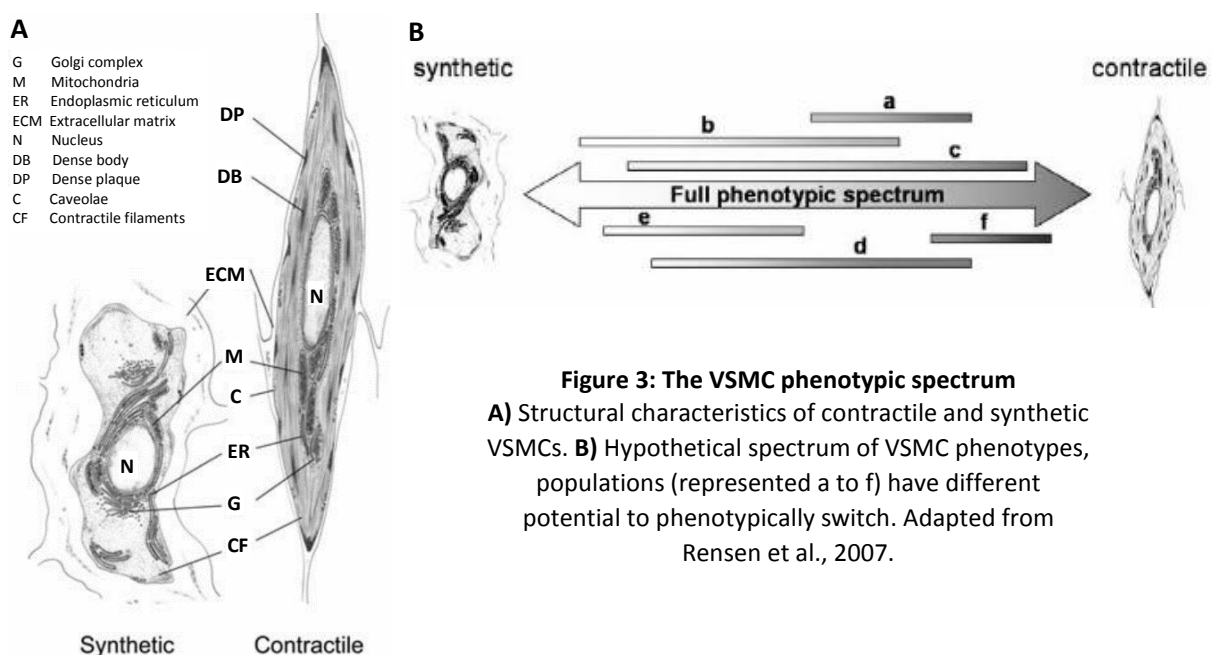 A
G Golgi complex
M Mitochondria
ER Endoplasmic reticulum
ECM Extracellular matrix
N Nucleus
DB Dense body
DP Dense plaque
C Caveolae
CF Contractile filaments
DP
DB
ECM
N
M
C
ER
N
G
CF
Synthetic Contractile
B
synthetic
contractile
a
b
c
Full phenotypic spectrum
e
f
d
Figure 3: The VSMC phenotypic spectrum
A) Structural characteristics of contractile and synthetic
VSMCs. B) Hypothetical spectrum of VSMC phenotypes,
populations (represented a to f) have different
potential to phenotypically switch. Adapted from
Rensen et al., 2007.